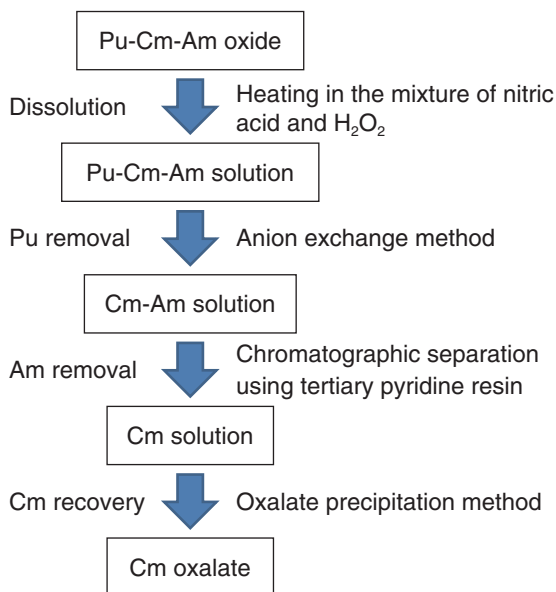 Pu-Cm-Am oxide
Dissolution
Heating in the mixture of nitric
acid and H₂O₂
Pu-Cm-Am solution
Pu removal
Anion exchange method
Cm-Am solution
Am removal
Chromatographic separation
using tertiary pyridine resin
Cm solution
Cm recovery
Oxalate precipitation method
Cm oxalate